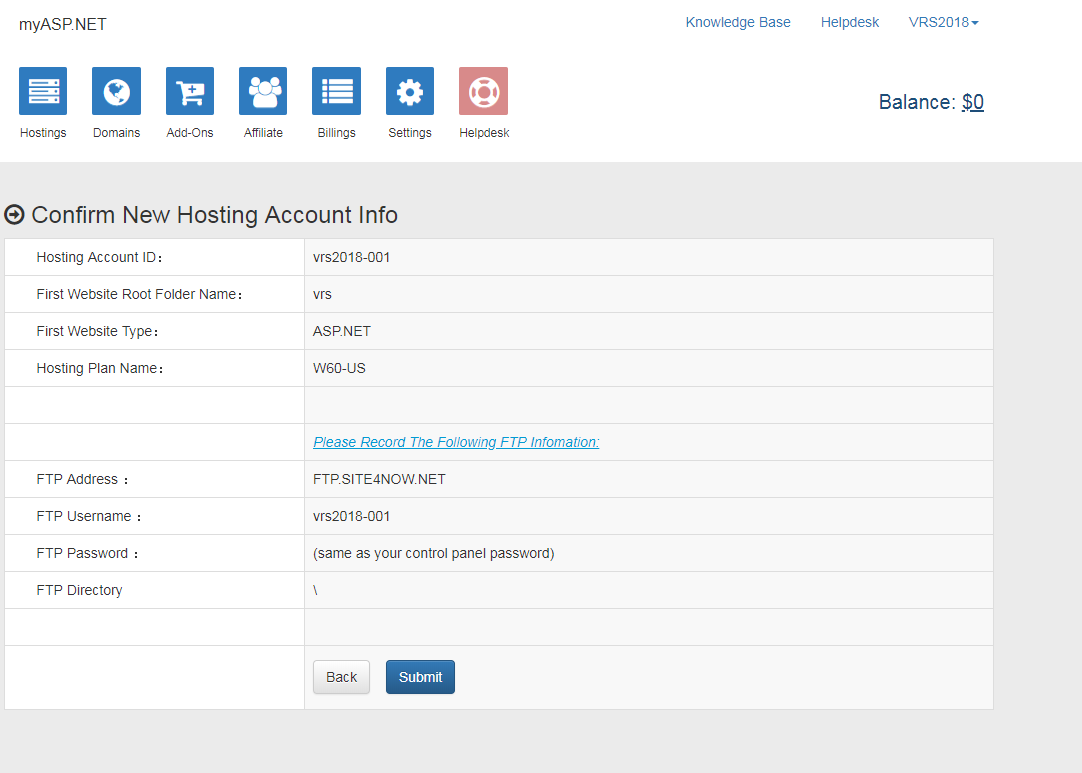 myASP.NET
Knowledge Base Helpdesk VRS2018
Hostings Domains Add-Ons Affiliate Billings Settings Helpdesk
Balance: $0
Confirm New Hosting Account Info
Hosting Account ID: vrs2018-001
First Website Root Folder Name: vrs
First Website Type: ASP.NET
Hosting Plan Name: W60-US
Please Record The Following FTP Infomation:
FTP Address : FTP.SITE4NOW.NET
FTP Username : vrs2018-001
FTP Password : (same as your control panel password)
FTP Directory \
Back Submit